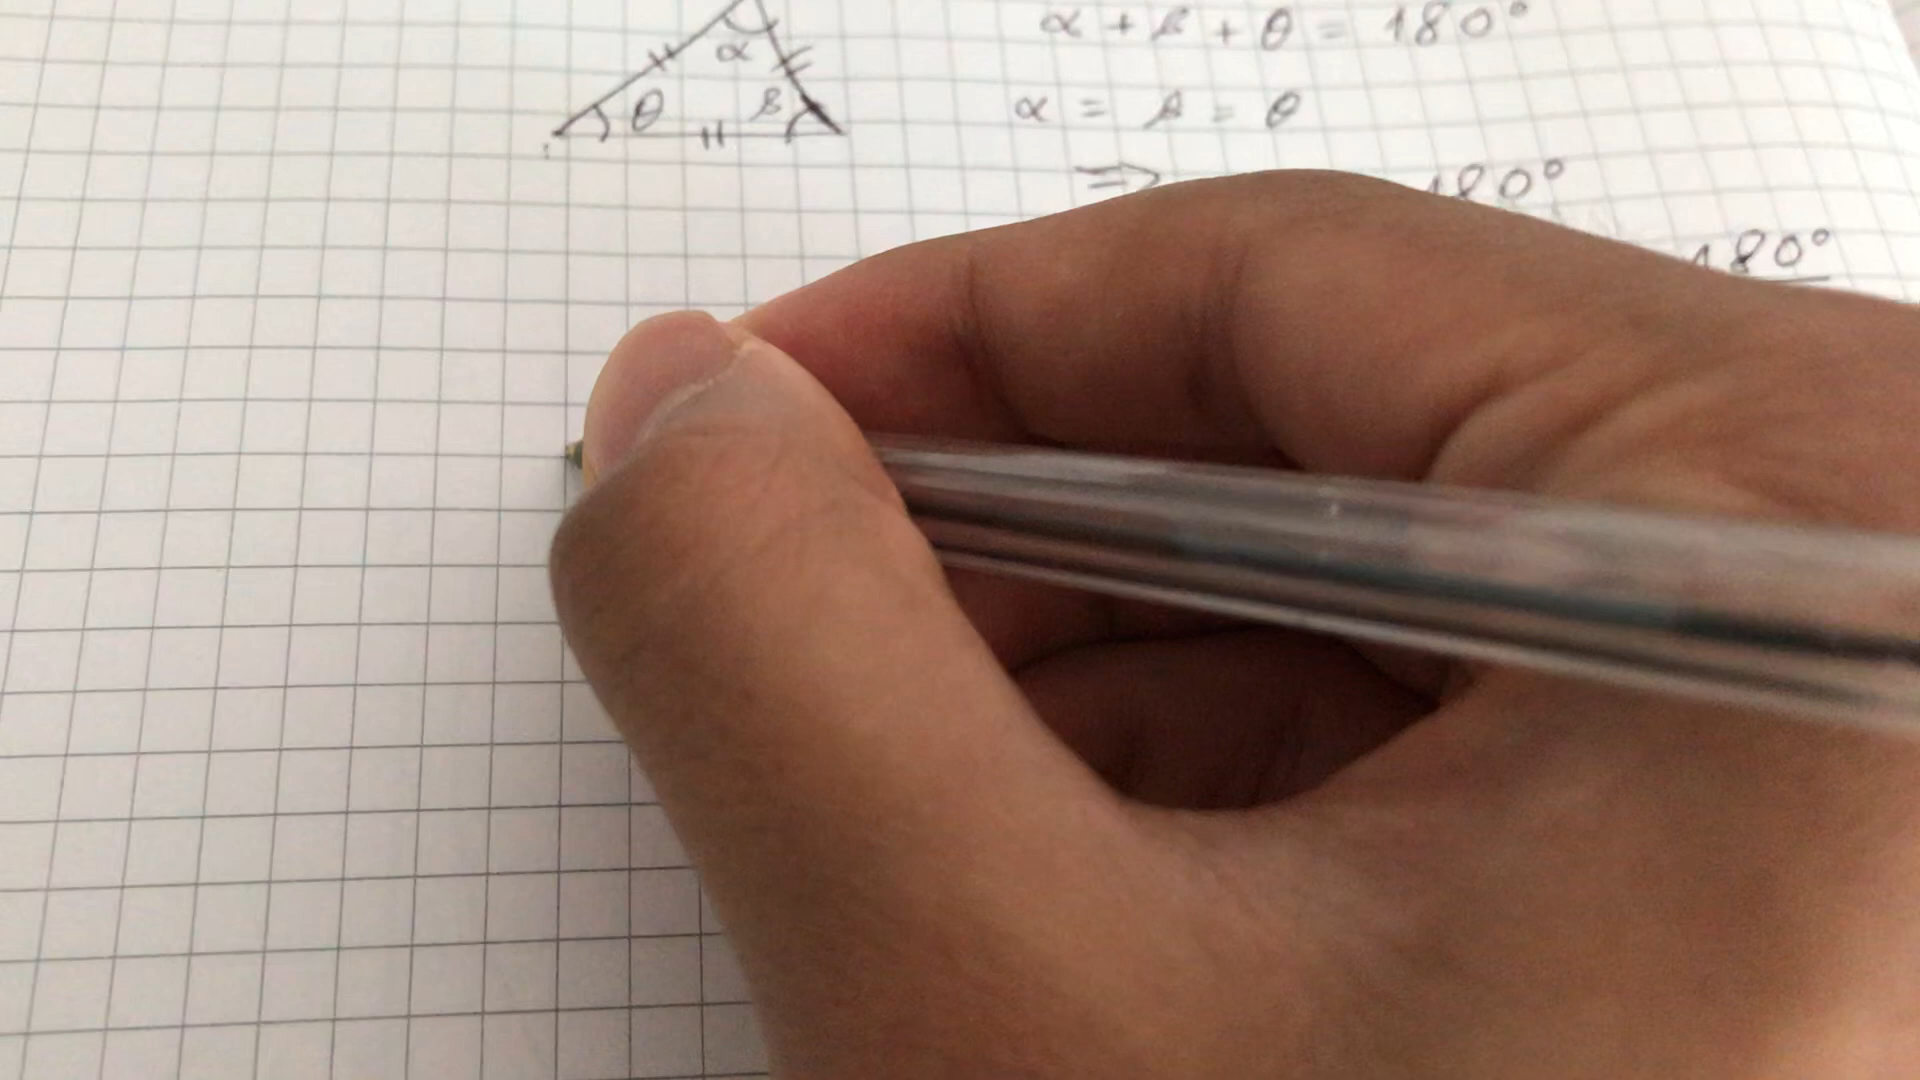 α
θ β
α + β + θ = 180°
α = β = θ
⇒ 180°
180°